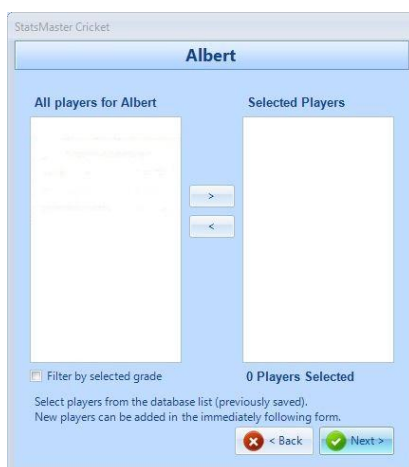 StatsMaster Cricket
Albert
All players for Albert
Selected Players
>
<
Filter by selected grade
0 Players Selected
Select players from the database list (previously saved).
New players can be added in the immediately following form.
< Back
Next >